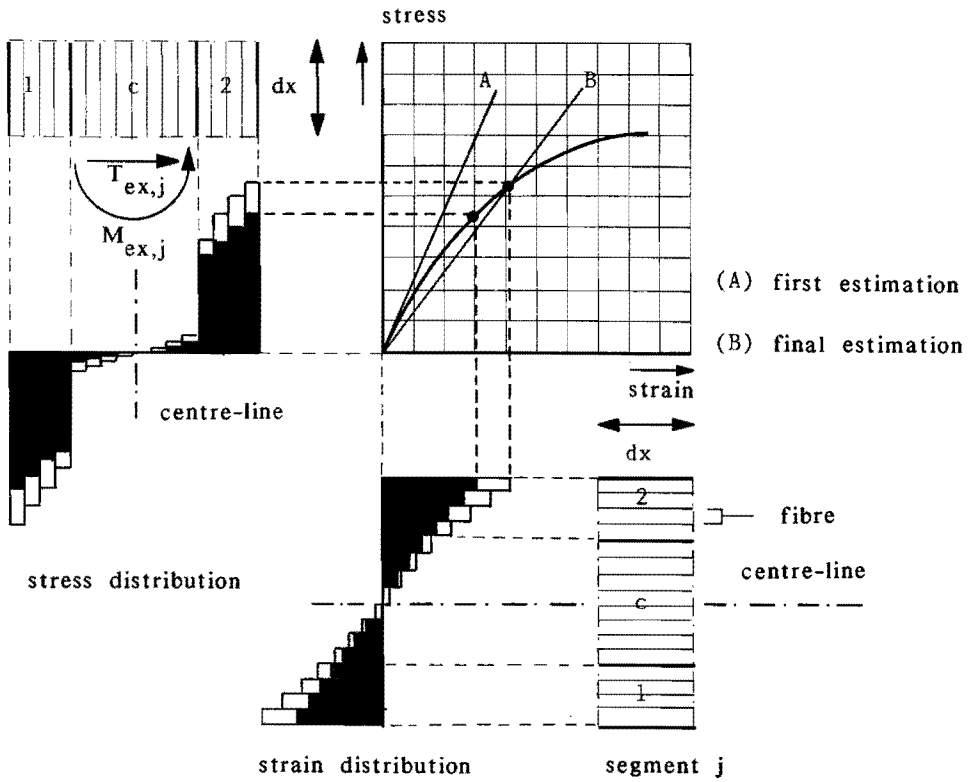 stress
1
c
2
dx
A
B
T ex,j
M ex,j
(A) first estimation
(B) final estimation
strain
centre-line
dx
2
fibre
stress distribution
centre-line
c
1
strain distribution
segment j